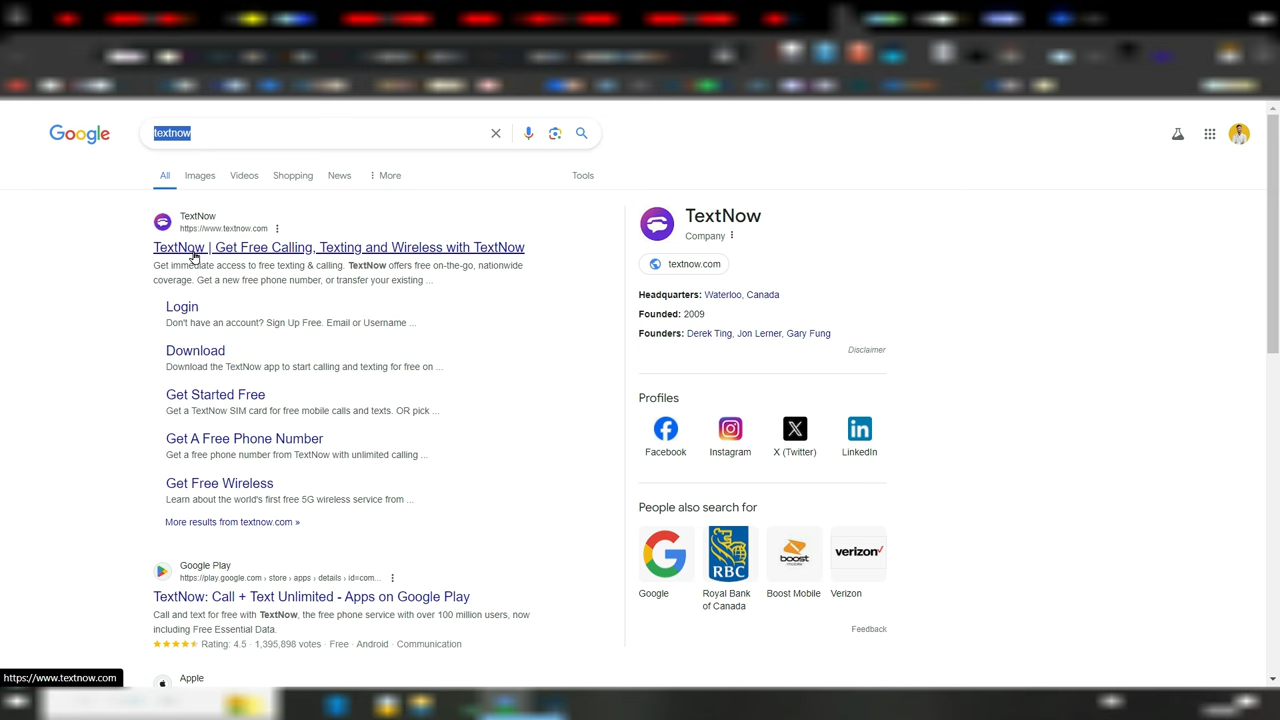 Google
textnow
All
Images
Videos
Shopping
News
More
Tools
TextNow
https://www.textnow.com
TextNow | Get Free Calling, Texting and Wireless with TextNow
Get immediate access to free texting & calling. TextNow offers free on-the-go, nationwide
coverage. Get a new free phone number, or transfer your existing ...
Login
Don't have an account? Sign Up Free. Email or Username ...
Download
Download the TextNow app to start calling and texting for free on ...
Get Started Free
Get a TextNow SIM card for free mobile calls and texts. OR pick ...
Get A Free Phone Number
Get a free phone number from TextNow with unlimited calling ...
Get Free Wireless
Learn about the world's first free 5G wireless service from ...
More results from textnow.com »
Google Play
https://play.google.com › store › apps › details › id=com...
TextNow: Call + Text Unlimited - Apps on Google Play
Call and text for free with TextNow, the free phone service with over 100 million users, now
including Free Essential Data.
Rating: 4.5 · 1,395,898 votes · Free · Android · Communication
Apple
TextNow
Company
textnow.com
Headquarters: Waterloo, Canada
Founded: 2009
Founders: Derek Ting, Jon Lerner, Gary Fung
Disclaimer
Profiles
Facebook
Instagram
X (Twitter)
LinkedIn
People also search for
G
RBC
boost
mobile
verizon
Google
Royal Bank
of Canada
Boost Mobile
Verizon
Feedback
https://www.textnow.com